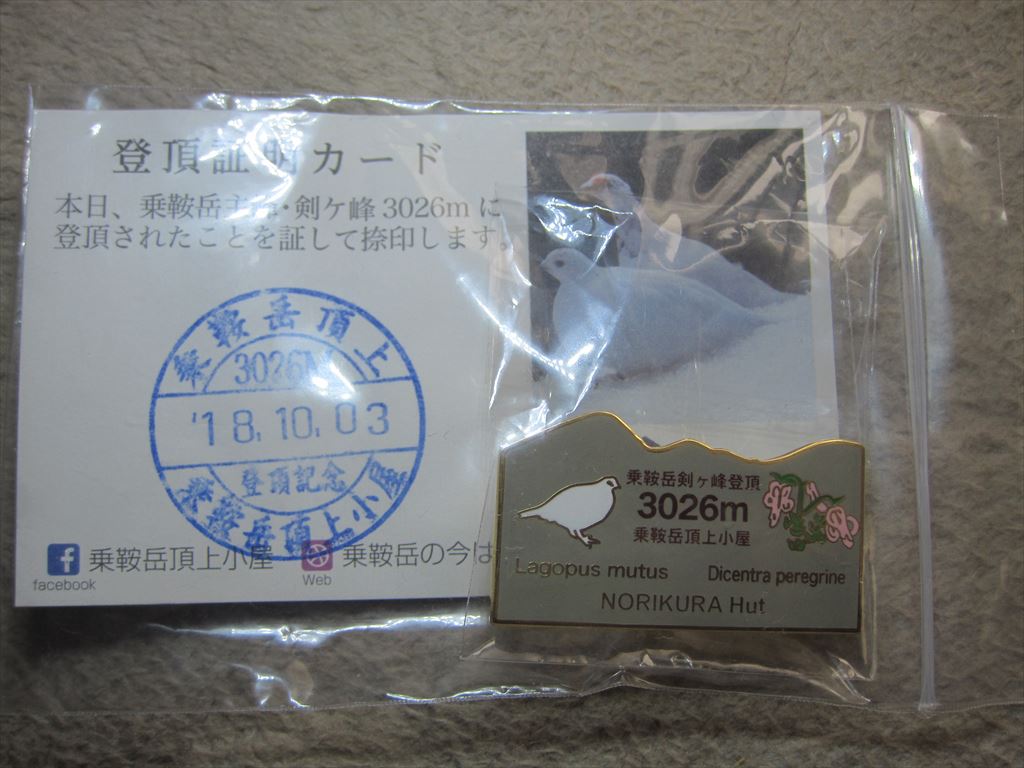 登頂証明カード
本日、乗鞍岳主峰・剣ケ峰 3026m に
登頂されたことを証して捺印します。
乗鞍岳頂上
3026M
'18.10.03
登頂記念
乗鞍岳頂上小屋
facebook
乗鞍岳頂上小屋
Web
乗鞍岳の今は
乗鞍岳剣ヶ峰登頂
3026m
乗鞍岳頂上小屋
Lagopus mutus
Dicentra peregrine
NORIKURA Hut